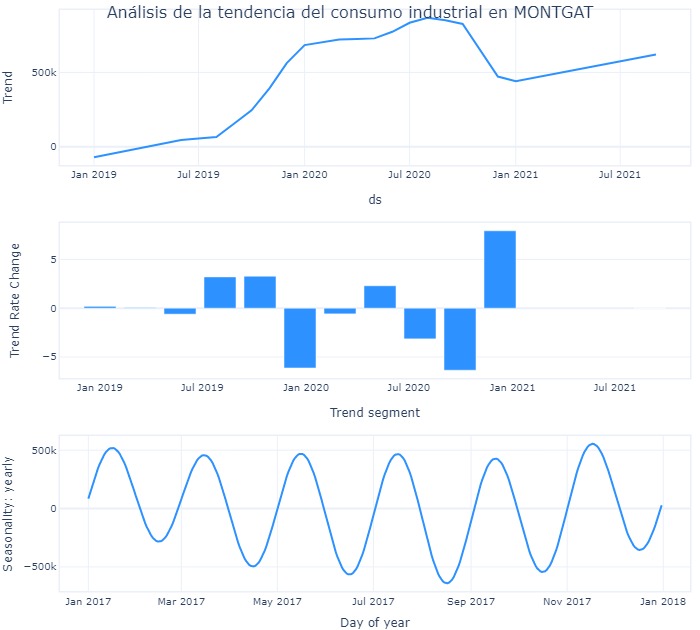 Análisis de la tendencia del consumo industrial en MONTGAT
Trend
500k
0
Jan 2019 Jul 2019 Jan 2020 Jul 2020 Jan 2021 Jul 2021
ds
Trend Rate Change
5
0
−5
Jan 2019 Jul 2019 Jan 2020 Jul 2020 Jan 2021 Jul 2021
Trend segment
Seasonality: yearly
500k
0
−500k
Jan 2017 Mar 2017 May 2017 Jul 2017 Sep 2017 Nov 2017 Jan 2018
Day of year